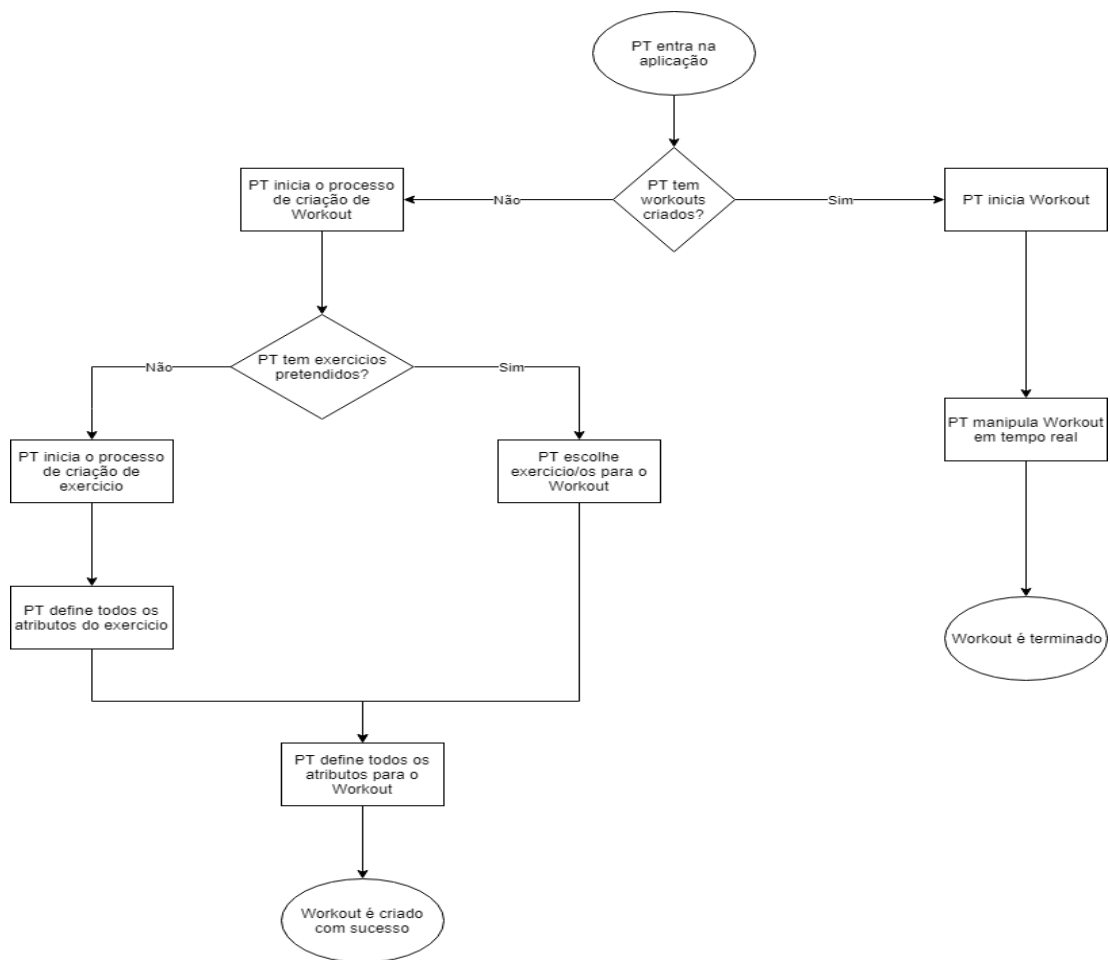 PT entra na
aplicação
PT inicia o processo
de criação de
Workout
Não
PT tem
workouts
criados?
Sim
PT inicia Workout
Não
PT tem exercicios
pretendidos?
Sim
PT inicia o processo
de criação de
exercicio
PT escolhe
exercicio/os para o
Workout
PT manipula Workout
em tempo real
PT define todos os
atributos do exercicio
Workout é terminado
PT define todos os
atributos para o
Workout
Workout é criado
com sucesso